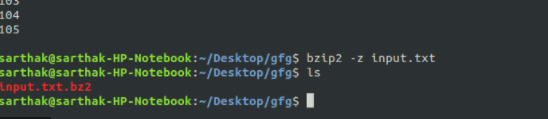 103
104
105
sarthak@sarthak-HP-Notebook:~/Desktop/gfg$ bzip2 -z input.txt
sarthak@sarthak-HP-Notebook:~/Desktop/gfg$ ls
input.txt.bz2
sarthak@sarthak-HP-Notebook:~/Desktop/gfg$